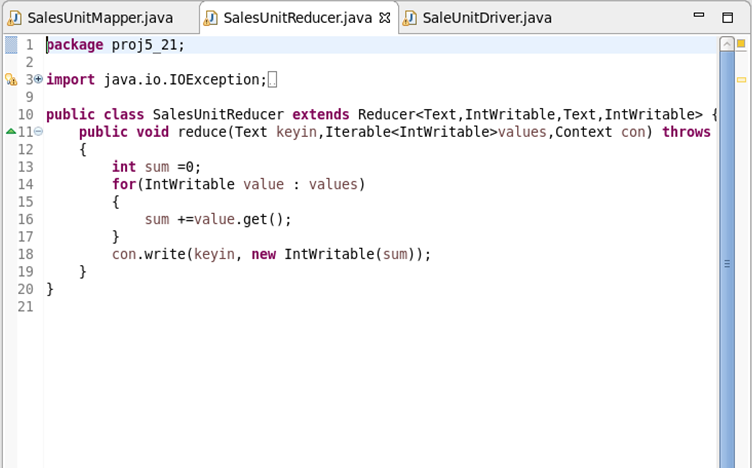 SalesUnitMapper.java SalesUnitReducer.java SaleUnitDriver.java
1 package proj5_21;
2
3 import java.io.IOException;
9
10 public class SalesUnitReducer extends Reducer<Text,IntWritable,Text,IntWritable> {
11 public void reduce(Text keyin,Iterable<IntWritable>values,Context con) throws
12 {
13 int sum =0;
14 for(IntWritable value : values)
15 {
16 sum +=value.get();
17 }
18 con.write(keyin, new IntWritable(sum));
19 }
20 }
21